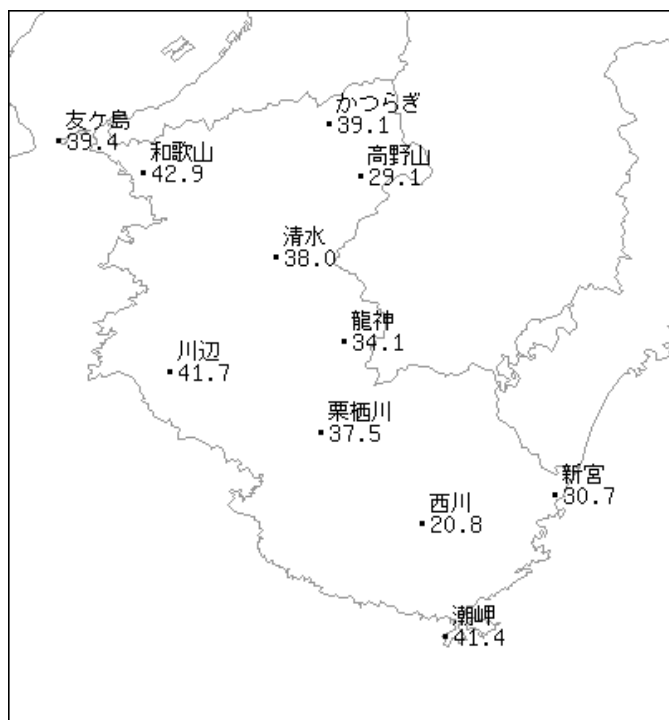 かつらぎ
39.1
友ケ島
39.4
和歌山
42.9
高野山
29.1
清水
38.0
龍神
34.1
川辺
41.7
栗栖川
37.5
新宮
30.7
西川
20.8
潮岬
41.4